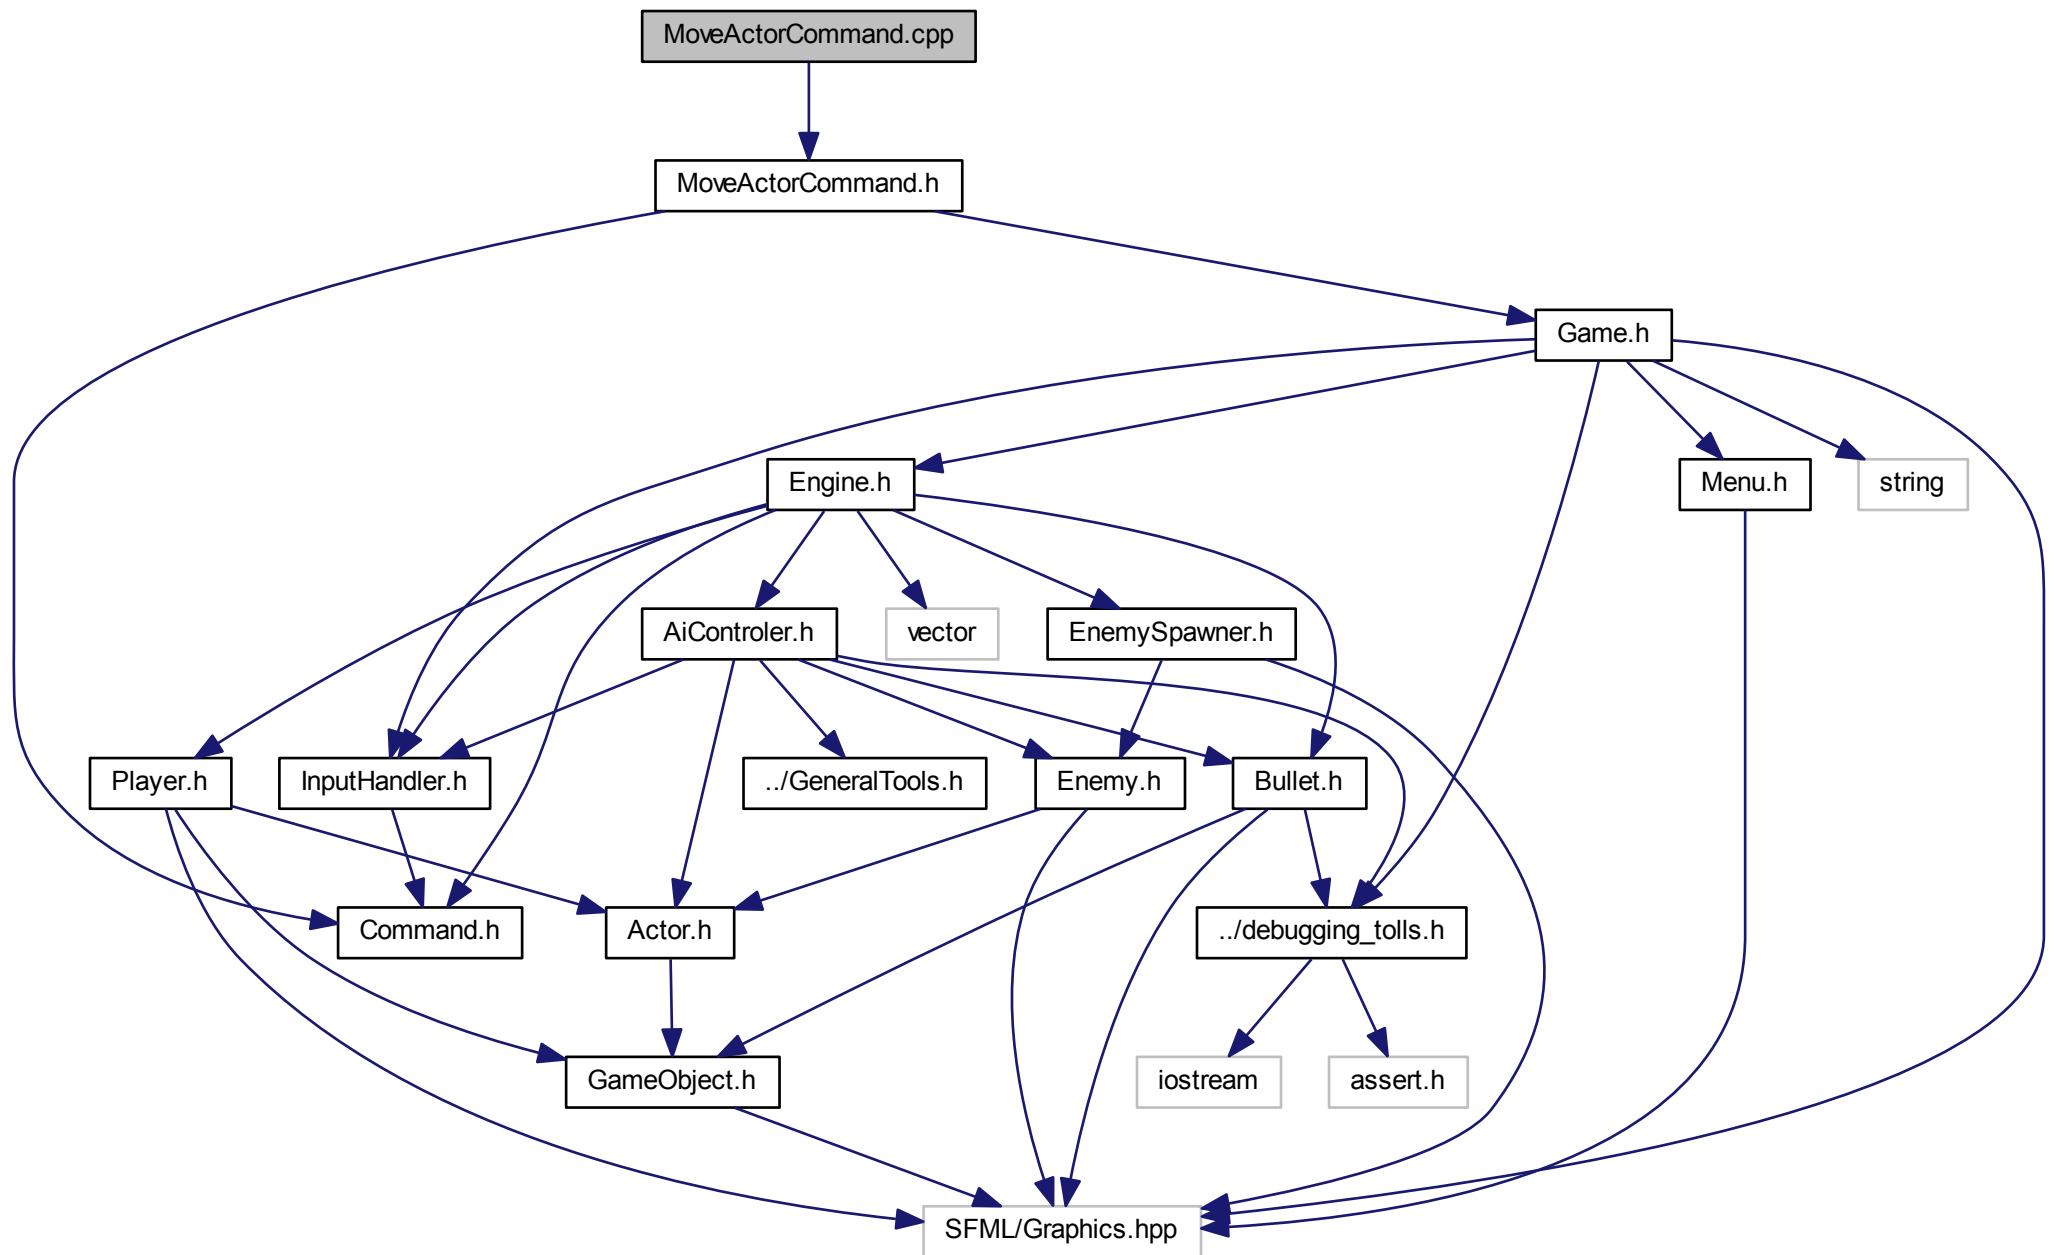 MoveActorCommand.cpp
MoveActorCommand.h
Game.h
Engine.h
Menu.h
string
AiControler.h
vector
EnemySpawner.h
Player.h
InputHandler.h
../GeneralTools.h
Enemy.h
Bullet.h
Command.h
Actor.h
../debugging_tolls.h
GameObject.h
iostream
assert.h
SFML/Graphics.hpp